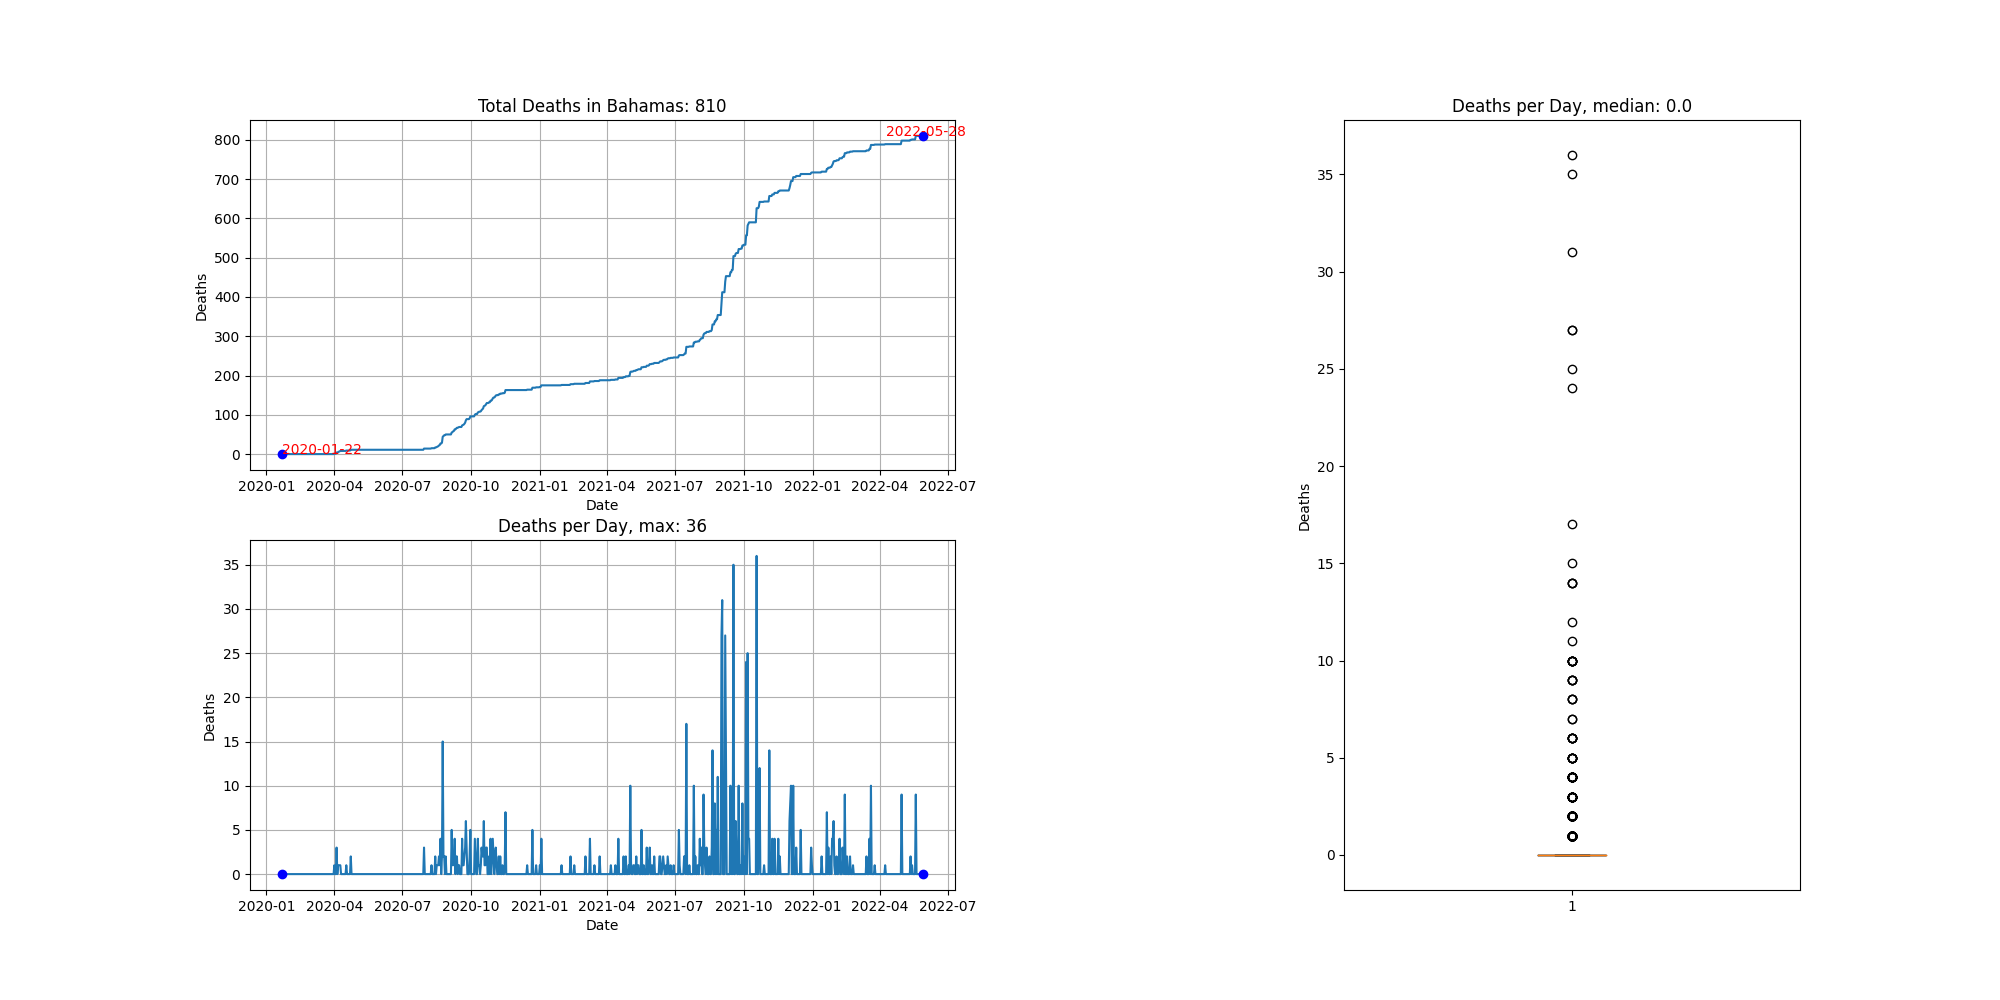 Total Deaths in Bahamas: 810
2022-05-28
800
700
600
500
400
300
200
100
0
Deaths
2020-01-22
2020-01 2020-04 2020-07 2020-10 2021-01 2021-04 2021-07 2021-10 2022-01 2022-04 2022-07
Date
Deaths per Day, max: 36
35
30
25
20
15
10
5
0
Deaths
2020-01 2020-04 2020-07 2020-10 2021-01 2021-04 2021-07 2021-10 2022-01 2022-04 2022-07
Date
Deaths per Day, median: 0.0
35
30
25
20
15
10
5
0
Deaths
1